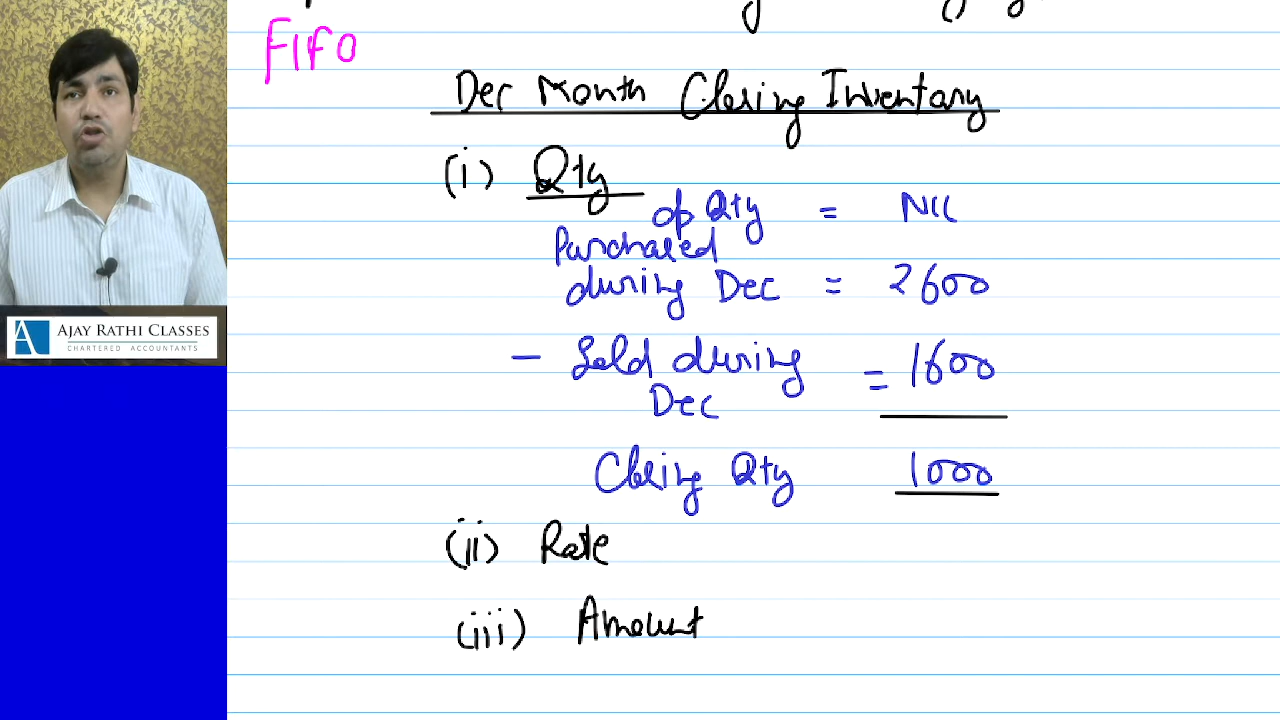 FIFO
Dec Month Closing Inventory
(i) Qty
op Qty = Nil
Purchased
during Dec = 2600
- Sold during = 1600
Dec
Closing Qty 1000
(ii) Rate
(iii) Amount
AJAY RATHI CLASSES
CHARTERED ACCOUNTANTS